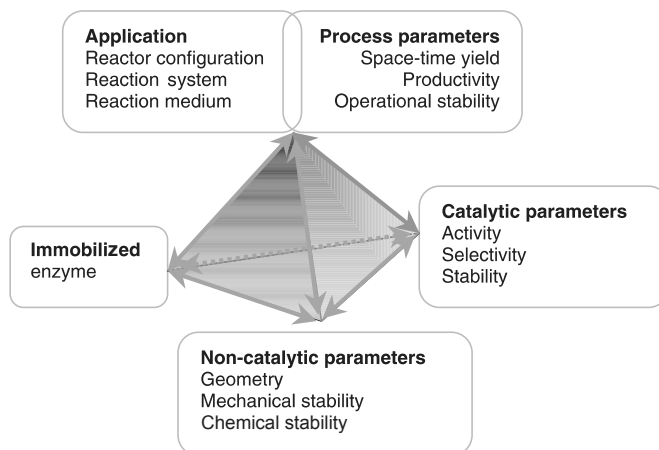 Application
Reactor configuration
Reaction system
Reaction medium
Process parameters
Space-time yield
Productivity
Operational stability
Immobilized
enzyme
Catalytic parameters
Activity
Selectivity
Stability
Non-catalytic parameters
Geometry
Mechanical stability
Chemical stability